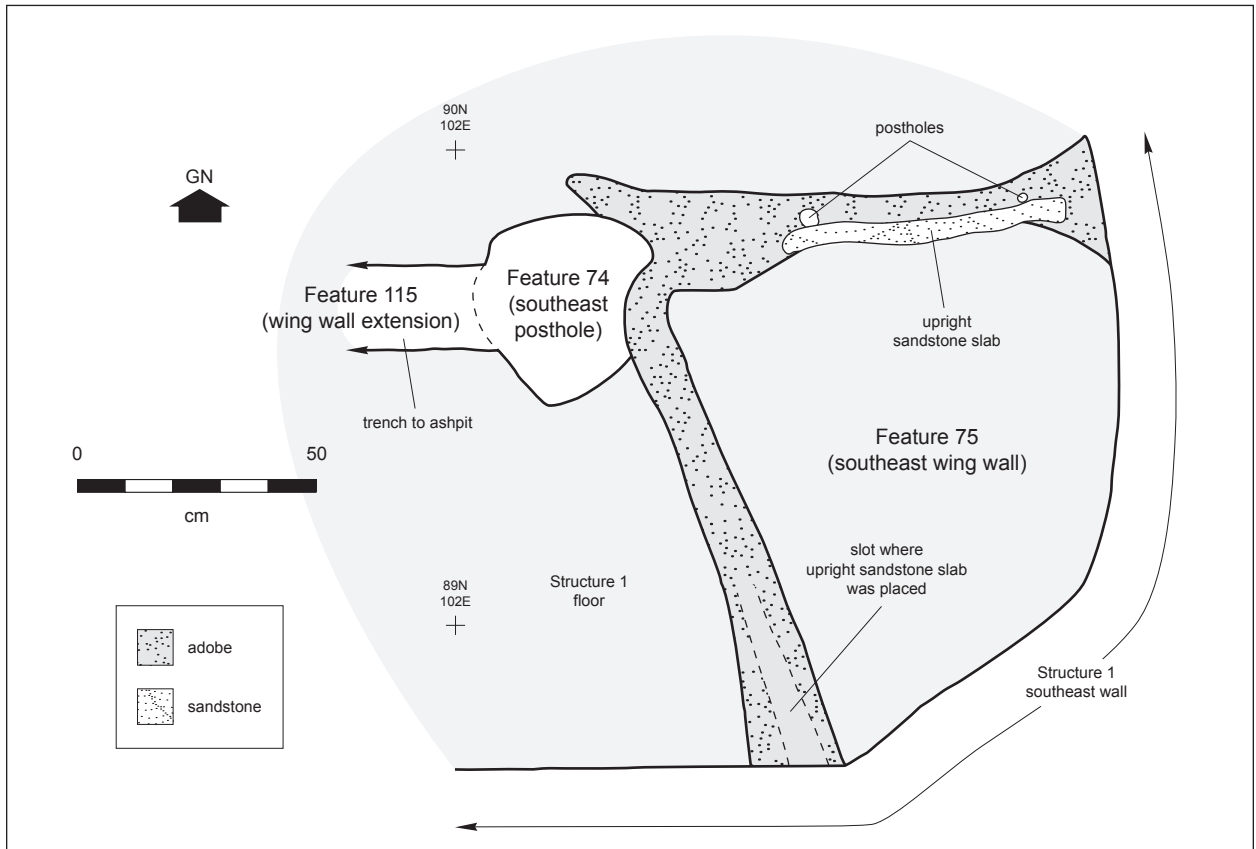 90N
102E
postholes
GN
Feature 74
(southeast
posthole)
Feature 115
(wing wall extension)
upright
sandstone slab
trench to ashpit
Feature 75
(southeast wing wall)
0 50
cm
slot where
upright sandstone slab
was placed
89N
102E
Structure 1
floor
adobe
sandstone
Structure 1
southeast wall